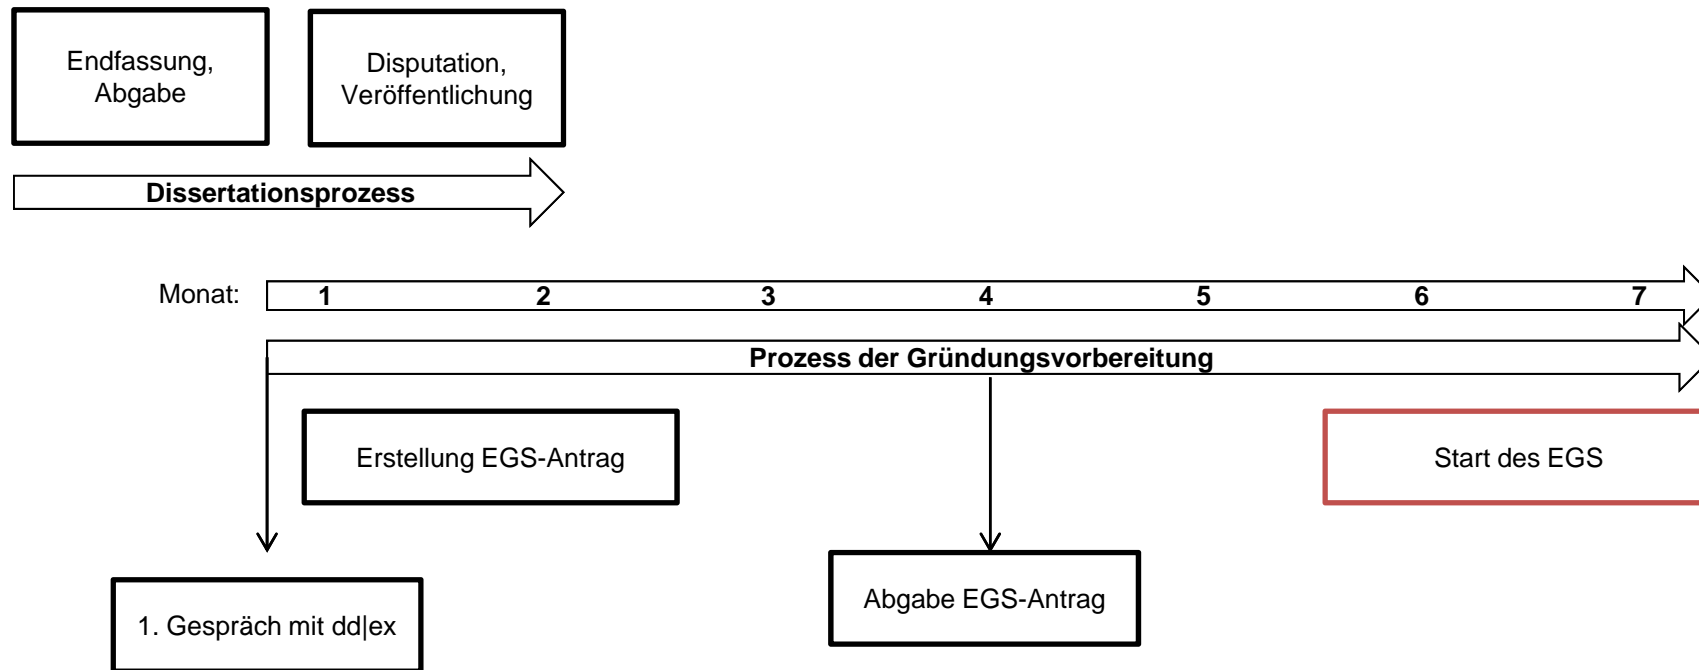 Endfassung,
Abgabe
Disputation,
Veröffentlichung
Dissertationsprozess
Monat: 1 2 3 4 5 6 7
Prozess der Gründungsvorbereitung
Erstellung EGS-Antrag
Start des EGS
Abgabe EGS-Antrag
1. Gespräch mit dd|ex